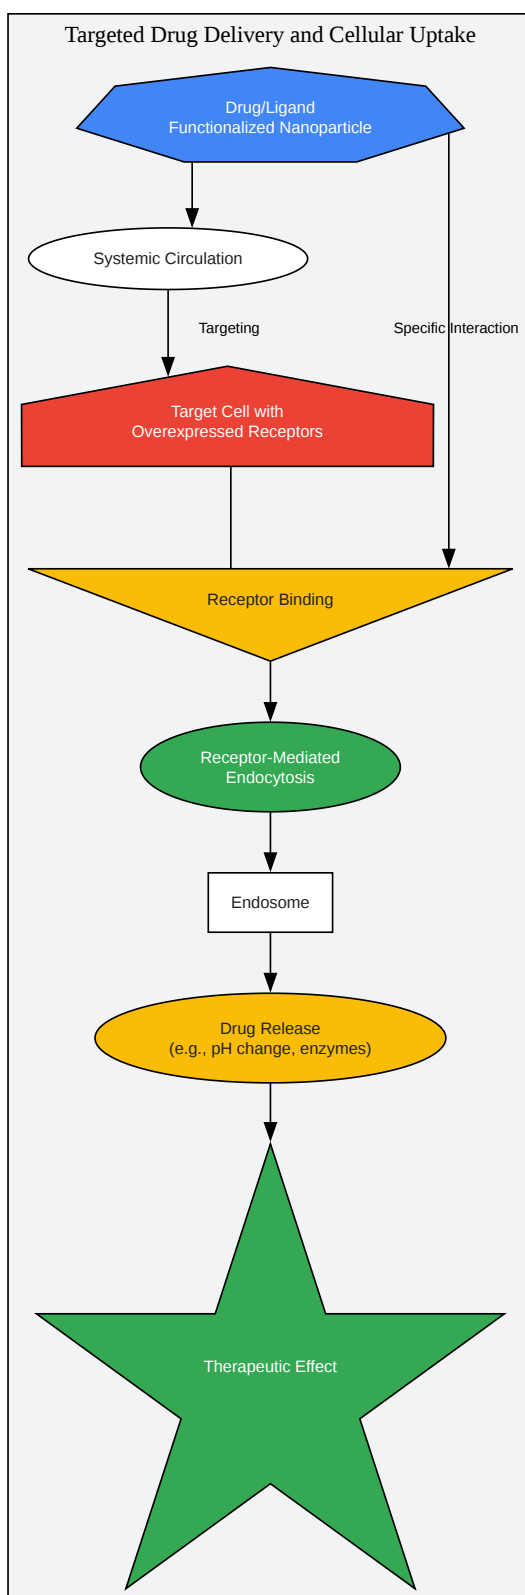 Targeted Drug Delivery and Cellular Uptake
Drug/Ligand
Functionalized Nanoparticle
Systemic Circulation
Targeting
Specific Interaction
Target Cell with
Overexpressed Receptors
Receptor Binding
Receptor-Mediated
Endocytosis
Endosome
Drug Release
(e.g., pH change, enzymes)
Therapeutic Effect